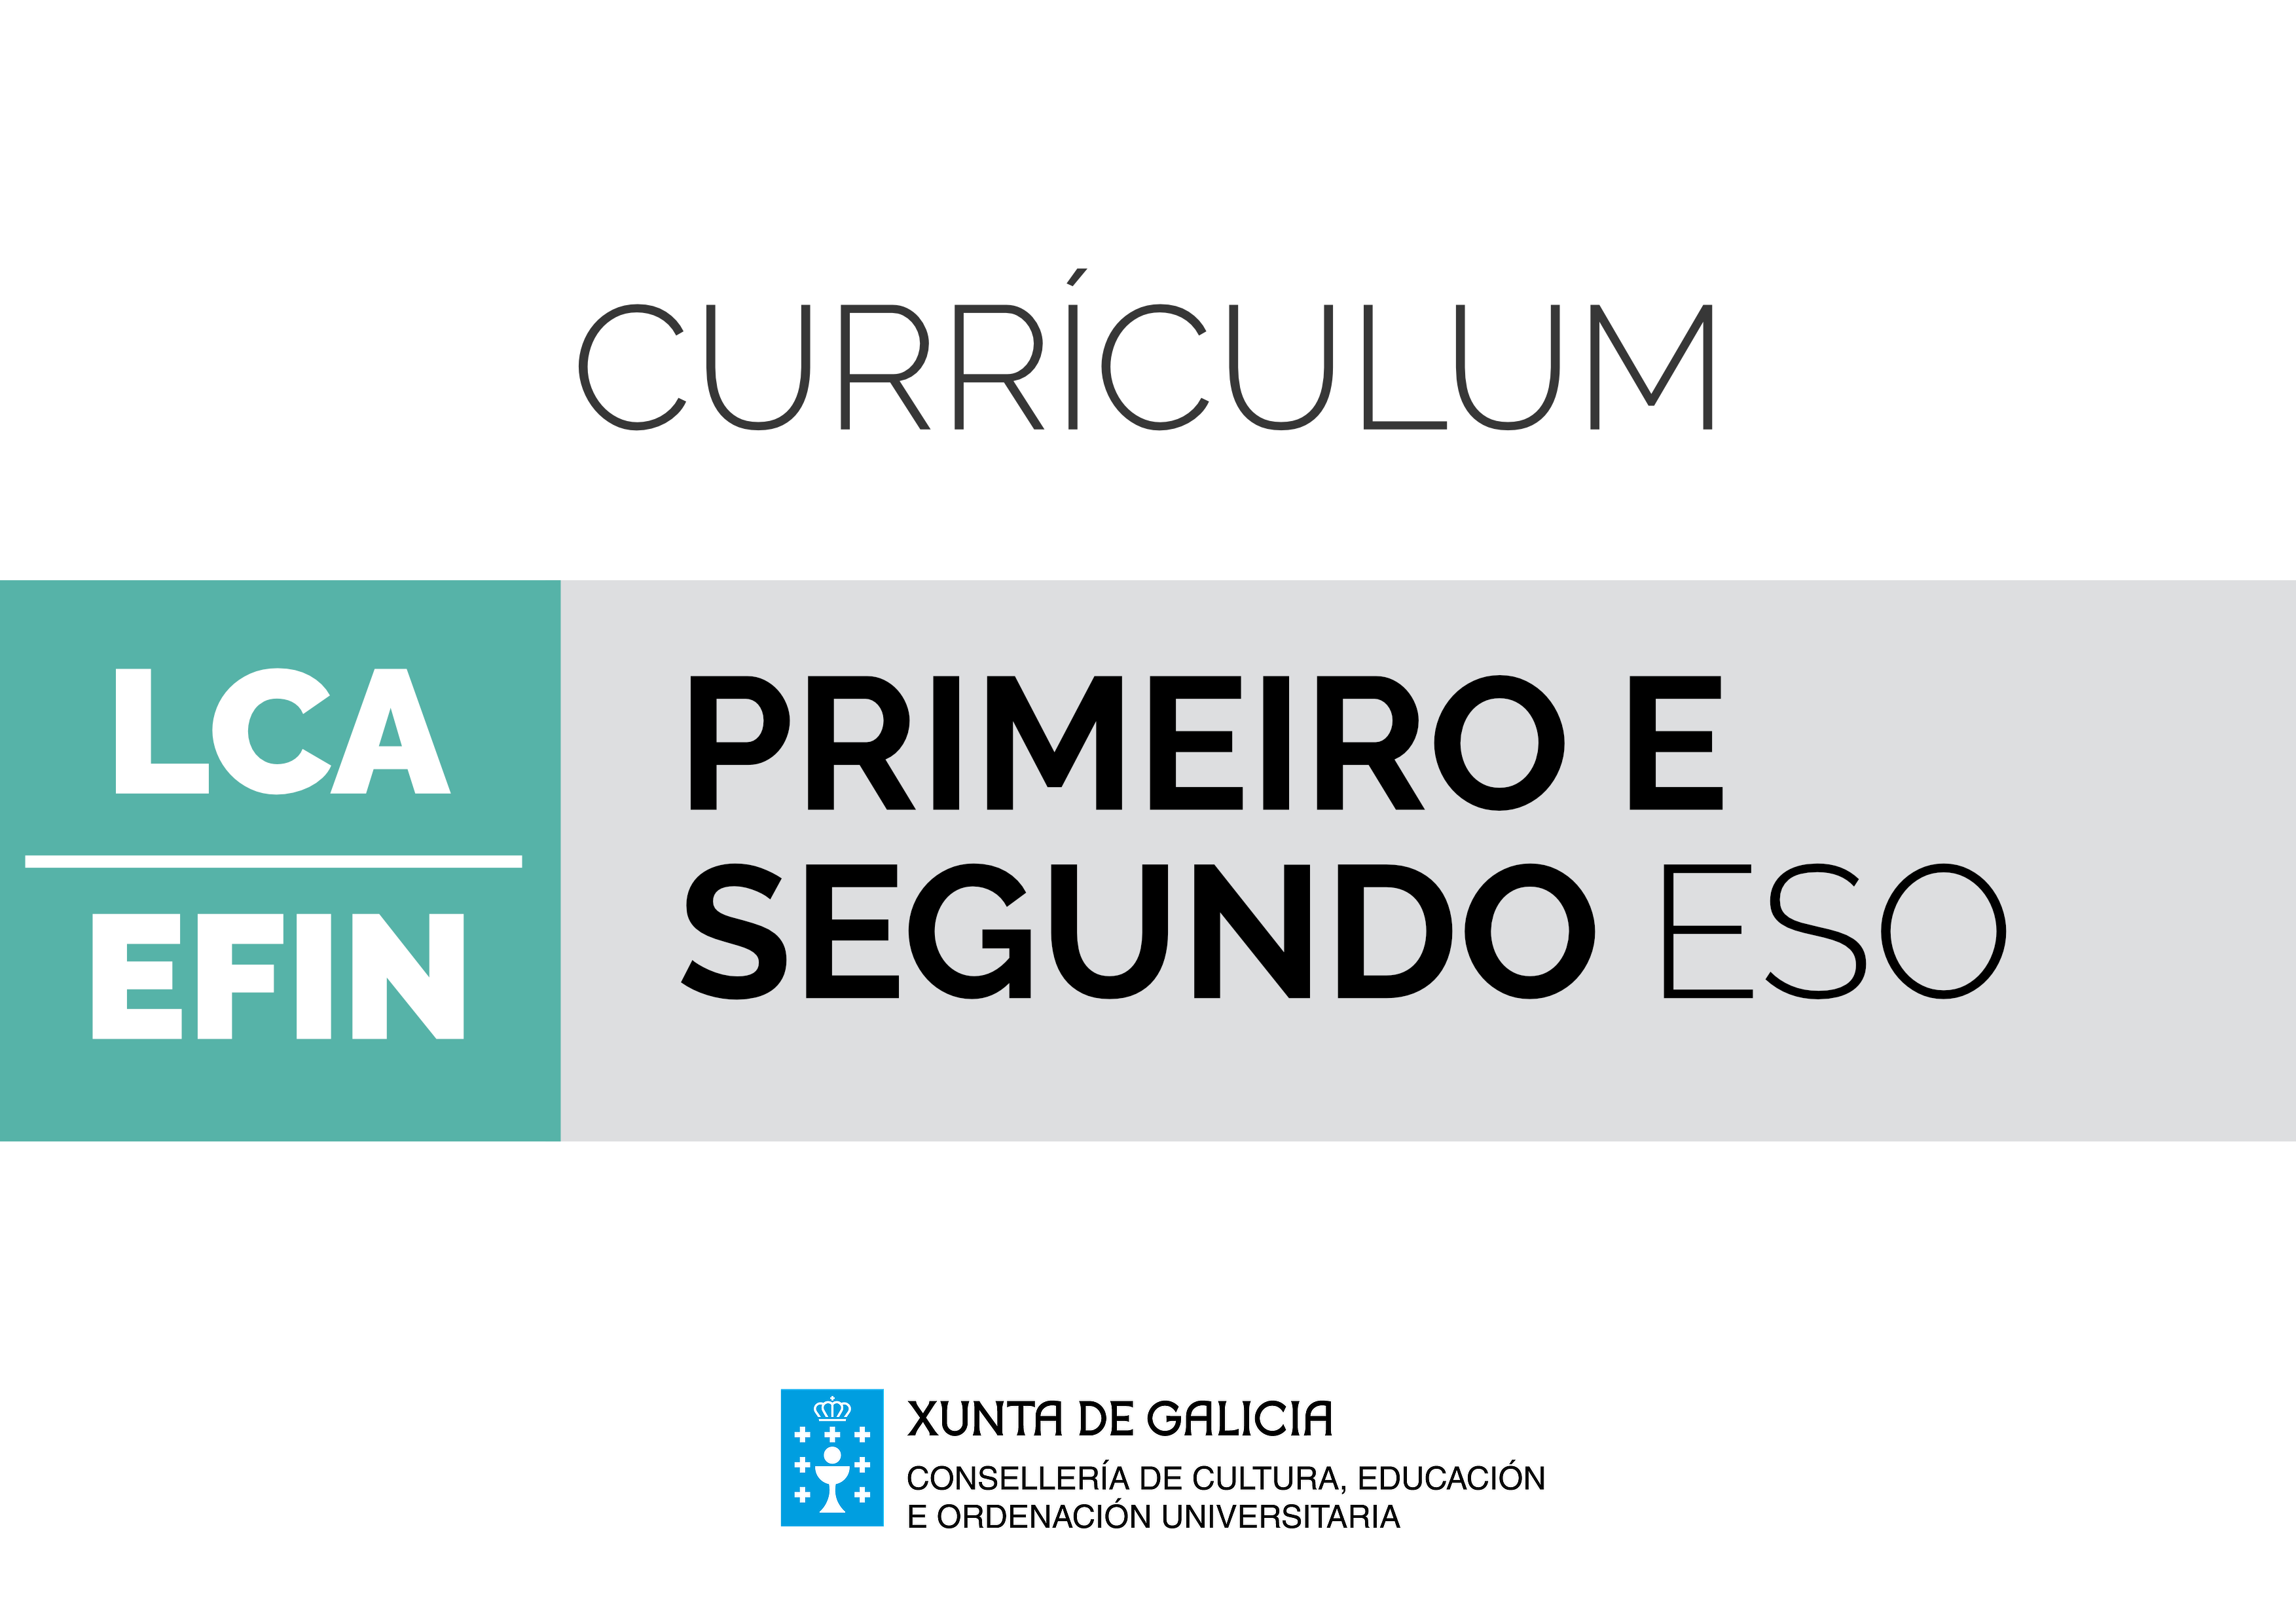 CURRÍCULUM
LCA
EFIN
PRIMEIRO E
SEGUNDO ESO
XUNTA DE GALICIA
CONSELLERÍA DE CULTURA, EDUCACIÓN
E ORDENACIÓN UNIVERSITARIA